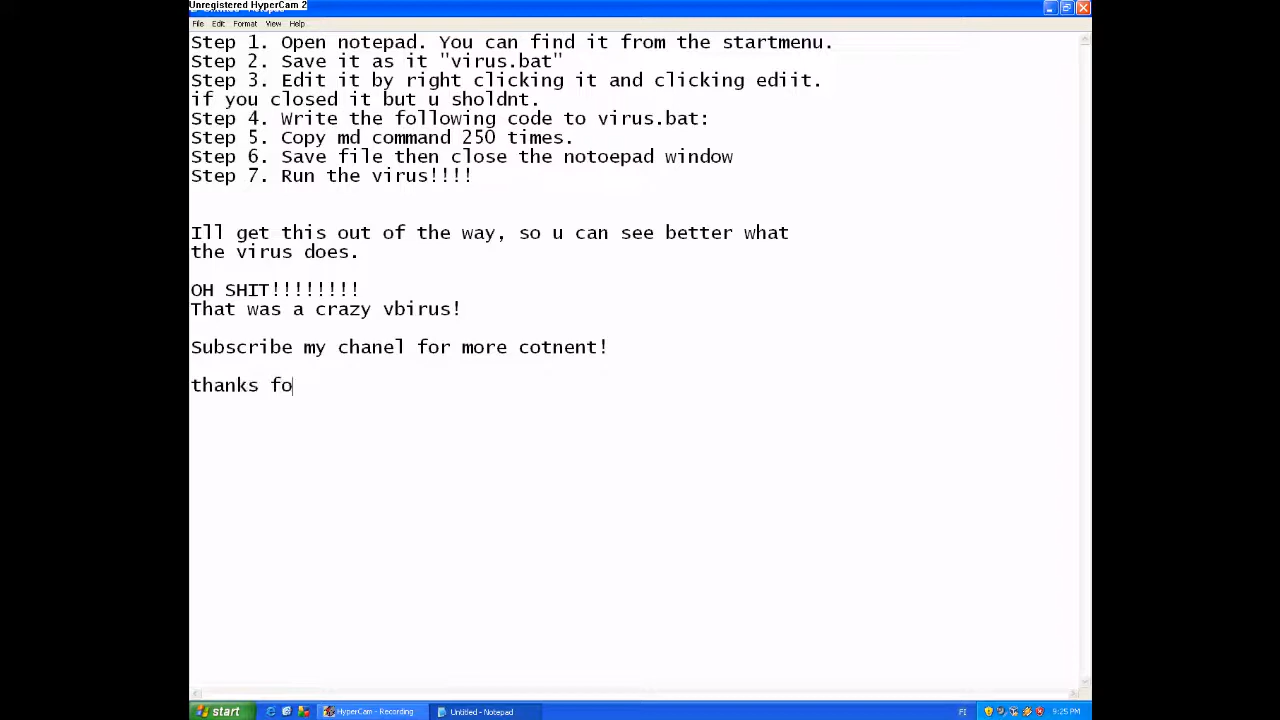 Unregistered HyperCam 2
File Edit Format View Help
Step 1. Open notepad. You can find it from the startmenu.
Step 2. Save it as it "virus.bat"
Step 3. Edit it by right clicking it and clicking ediit.
if you closed it but u sholdnt.
Step 4. Write the following code to virus.bat:
Step 5. Copy md command 250 times.
Step 6. Save file then close the notoepad window
Step 7. Run the virus!!!!
Ill get this out of the way, so u can see better what
the virus does.
OH SHIT!!!!!!!!
That was a crazy vbirus!
Subscribe my chanel for more cotnent!
thanks fo
start HyperCam - Recording Untitled - Notepad FI 9:25 PM